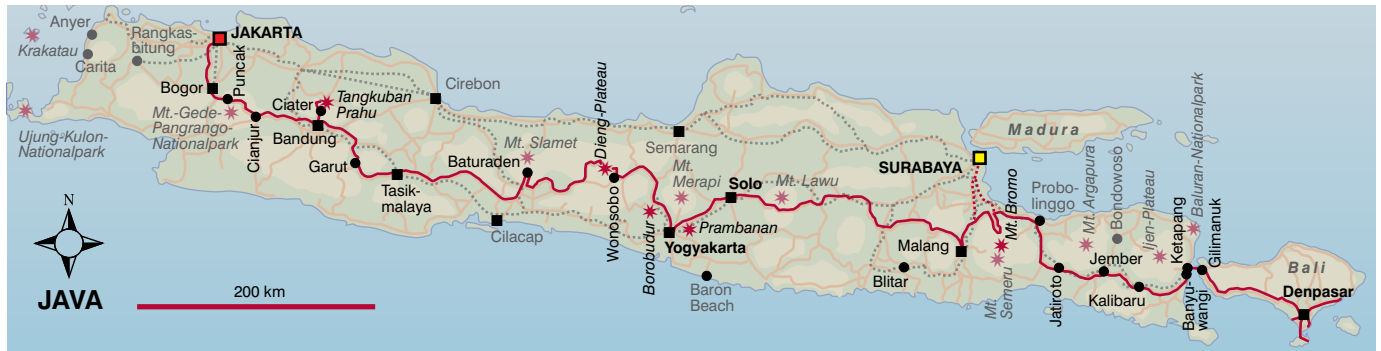 Anyer
Krakatau
Carita
Rangkas-
bitung
JAKARTA
Bogor
Puncak
Ujung-Kulon-
Nationalpark
Mt.-Gede-
Pangrango-
Nationalpark
Cianjur
Ciater
Tangkuban
Prahu
Bandung
Garut
Cirebon
Tasik-
malaya
Baturaden
Mt. Slamet
Cilacap
Dieng-Plateau
Wonosobo
Semarang
Mt.
Merapi
Borobudur
Yogyakarta
Prambanan
Solo
Mt. Lawu
Baron
Beach
SURABAYA
Madura
Malang
Blitar
Mt. Bromo
Mt.
Semeru
Probo-
linggo
Jatiroto
Mt. Argapura
Bondowoso
Jember
Kalibaru
Ijen-Plateau
Baluran-Nationalpark
Ketapang
Banyu-
wangi
Gilimanuk
Bali
Denpasar
N
JAVA
200 km